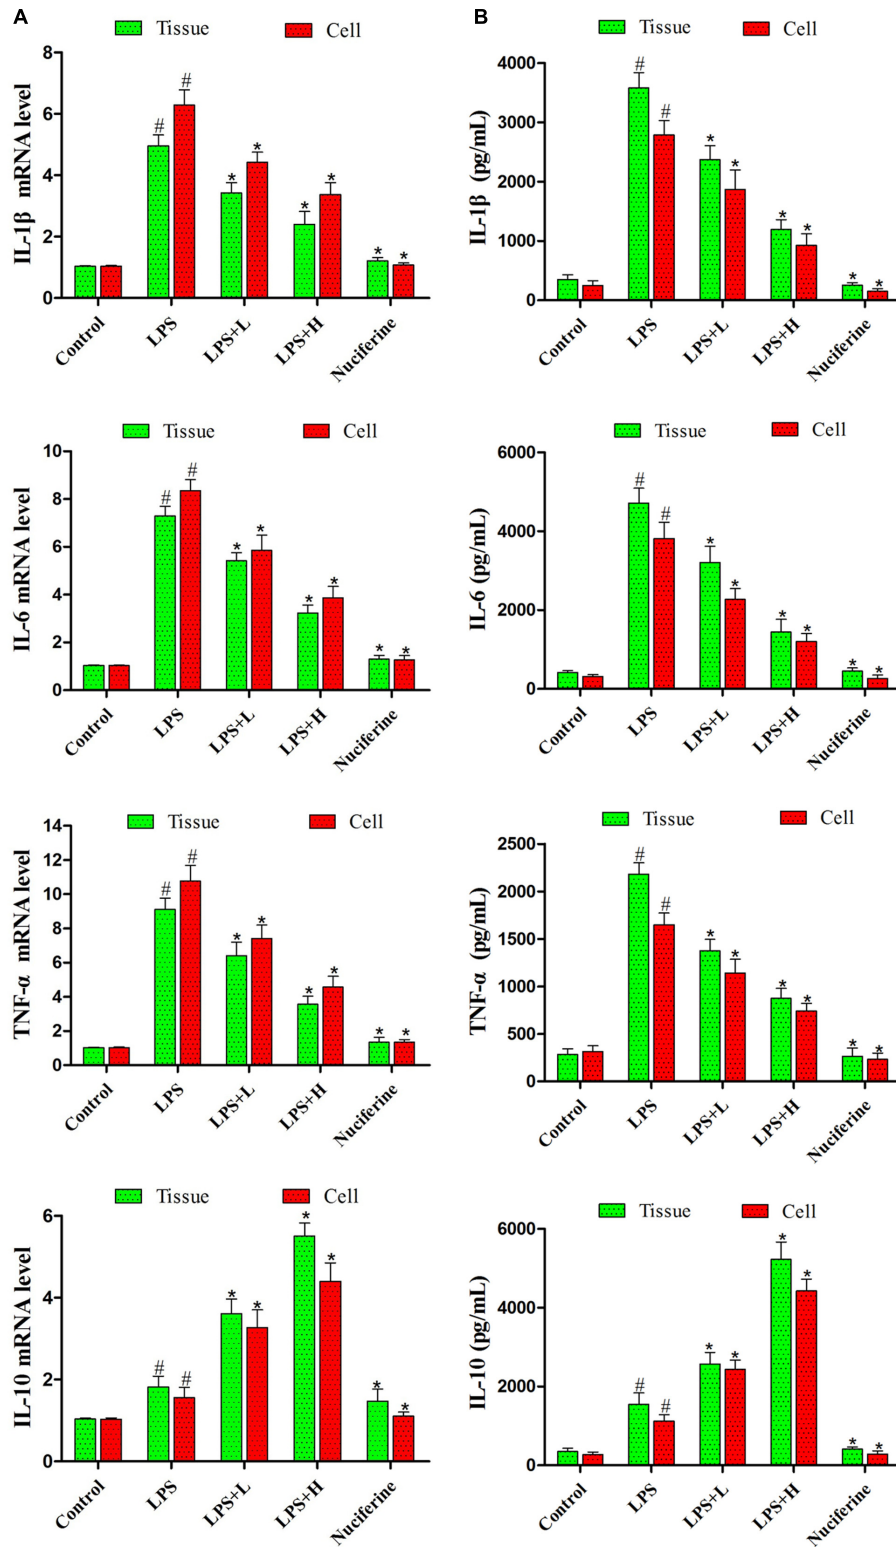 A
Tissue Cell
IL-1β mRNA level
8
6
4
2
0
# # * * * * * *
Control LPS LPS+L LPS+H Nuciferine
B
Tissue Cell
IL-1β (pg/mL)
4000
3000
2000
1000
0
# # * * * * * *
Control LPS LPS+L LPS+H Nuciferine
Tissue Cell
IL-6 mRNA level
10
8
6
4
2
0
# # * * * * * *
Control LPS LPS+L LPS+H Nuciferine
Tissue Cell
IL-6 (pg/mL)
6000
4000
2000
0
# # * * * * * *
Control LPS LPS+L LPS+H Nuciferine
Tissue Cell
TNF-α mRNA level
14
12
10
8
6
4
2
0
# # * * * * * *
Control LPS LPS+L LPS+H Nuciferine
Tissue Cell
TNF-α (pg/mL)
2500
2000
1500
1000
500
0
# # * * * * * *
Control LPS LPS+L LPS+H Nuciferine
Tissue Cell
IL-10 mRNA level
6
4
2
0
# # * * * * * *
Control LPS LPS+L LPS+H Nuciferine
Tissue Cell
IL-10 (pg/mL)
6000
4000
2000
0
# # * * * * * *
Control LPS LPS+L LPS+H Nuciferine